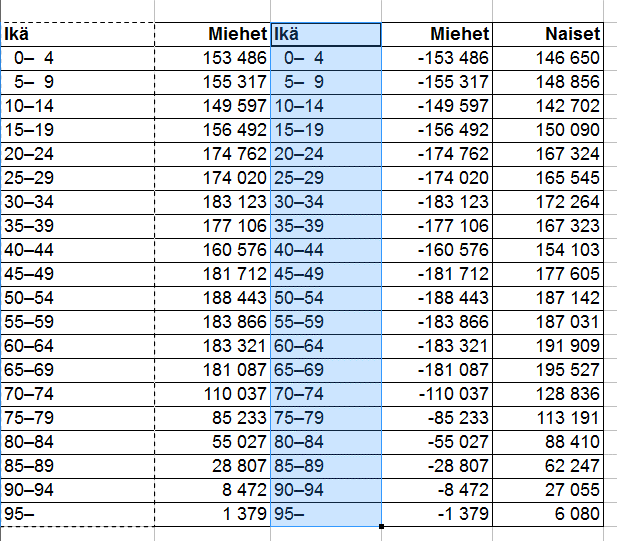 Ikä Miehet Ikä Miehet Naiset
0– 4 153 486 0– 4 -153 486 146 650
5– 9 155 317 5– 9 -155 317 148 856
10–14 149 597 10–14 -149 597 142 702
15–19 156 492 15–19 -156 492 150 090
20–24 174 762 20–24 -174 762 167 324
25–29 174 020 25–29 -174 020 165 545
30–34 183 123 30–34 -183 123 172 264
35–39 177 106 35–39 -177 106 167 323
40–44 160 576 40–44 -160 576 154 103
45–49 181 712 45–49 -181 712 177 605
50–54 188 443 50–54 -188 443 187 142
55–59 183 866 55–59 -183 866 187 031
60–64 183 321 60–64 -183 321 191 909
65–69 181 087 65–69 -181 087 195 527
70–74 110 037 70–74 -110 037 128 836
75–79 85 233 75–79 -85 233 113 191
80–84 55 027 80–84 -55 027 88 410
85–89 28 807 85–89 -28 807 62 247
90–94 8 472 90–94 -8 472 27 055
95– 1 379 95– -1 379 6 080